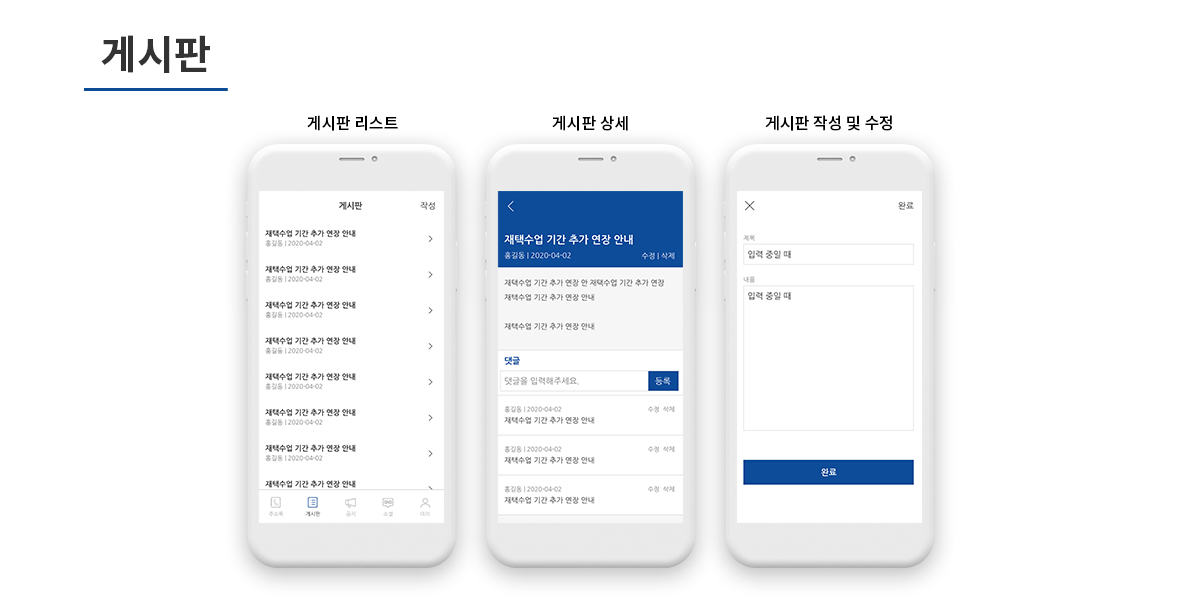 게시판
게시판 리스트
게시판
작성
재택수업 기간 추가 연장 안내
홍길동 | 2020-04-02
재택수업 기간 추가 연장 안내
홍길동 | 2020-04-02
재택수업 기간 추가 연장 안내
홍길동 | 2020-04-02
재택수업 기간 추가 연장 안내
홍길동 | 2020-04-02
재택수업 기간 추가 연장 안내
홍길동 | 2020-04-02
재택수업 기간 추가 연장 안내
홍길동 | 2020-04-02
재택수업 기간 추가 연장 안내
홍길동 | 2020-04-02
재택수업 기간 추가 연장 안내
주소록 게시판 공지 소셜 마이
게시판 상세
재택수업 기간 추가 연장 안내
홍길동 | 2020-04-02 수정 | 삭제
재택수업 기간 추가 연장 안 재택수업 기간 추가 연장
재택수업 기간 추가 연장 안내
재택수업 기간 추가 연장 안내
댓글
댓글을 입력해주세요. 등록
홍길동 | 2020-04-02 수정 삭제
재택수업 기간 추가 연장 안내
홍길동 | 2020-04-02 수정 삭제
재택수업 기간 추가 연장 안내
홍길동 | 2020-04-02 수정 삭제
재택수업 기간 추가 연장 안내
게시판 작성 및 수정
완료
제목
입력 중일 때
내용
입력 중일 때
완료